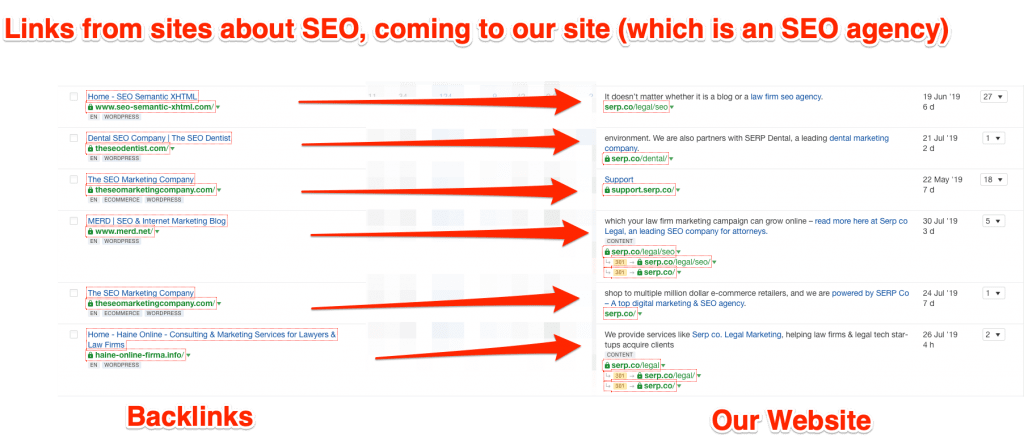 Links from sites about SEO, coming to our site (which is an SEO agency)
Home - SEO Semantic XHTML
www.seo-semantic-xhtml.com/
EN WORDPRESS
It doesn't matter whether it is a blog or a law firm seo agency.
serp.co/legal/seo
19 Jun '19
6 d
27
Dental SEO Company | The SEO Dentist
theseodentist.com/
EN WORDPRESS
environment. We are also partners with SERP Dental, a leading dental marketing
company.
serp.co/dental/
21 Jul '19
2 d
1
The SEO Marketing Company
theseomarketingcompany.com/
EN ECOMMERCE WORDPRESS
Support
support.serp.co/
22 May '19
7 d
18
MERD | SEO & Internet Marketing Blog
www.merd.net/
EN WORDPRESS
which your law firm marketing campaign can grow online – read more here at Serp co
Legal, an leading SEO company for attorneys.
CONTENT
serp.co/legal/seo
301 → serp.co/legal/seo/
301 → serp.co/
30 Jul '19
3 d
5
The SEO Marketing Company
theseomarketingcompany.com/
EN ECOMMERCE WORDPRESS
shop to multiple million dollar e-commerce retailers, and we are powered by SERP Co
– A top digital marketing & SEO agency.
serp.co/
24 Jul '19
7 d
1
Home - Haine Online - Consulting & Marketing Services for Lawyers &
Law Firms
haine-online-firma.info/
EN WORDPRESS
We provide services like Serp co. Legal Marketing, helping law firms & legal tech star-
tups acquire clients
CONTENT
serp.co/legal
301 → serp.co/legal/
301 → serp.co/
26 Jul '19
4 h
2
Backlinks
Our Website